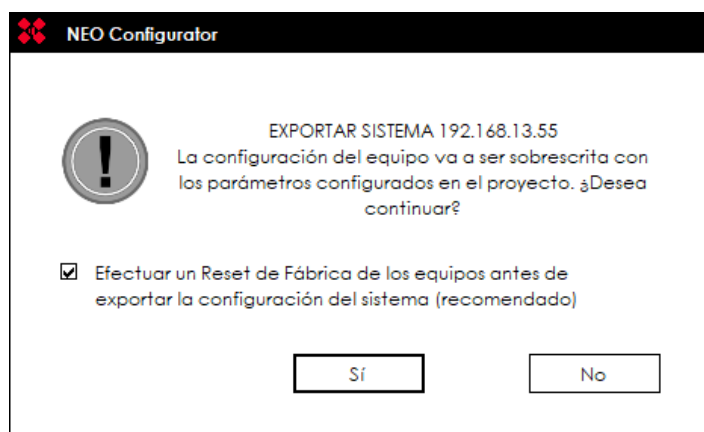 NEO Configurator
EXPORTAR SISTEMA 192.168.13.55
La configuración del equipo va a ser sobrescrita con
los parámetros configurados en el proyecto. ¿Desea
continuar?
Efectuar un Reset de Fábrica de los equipos antes de
exportar la configuración del sistema (recomendado)
Sí
No